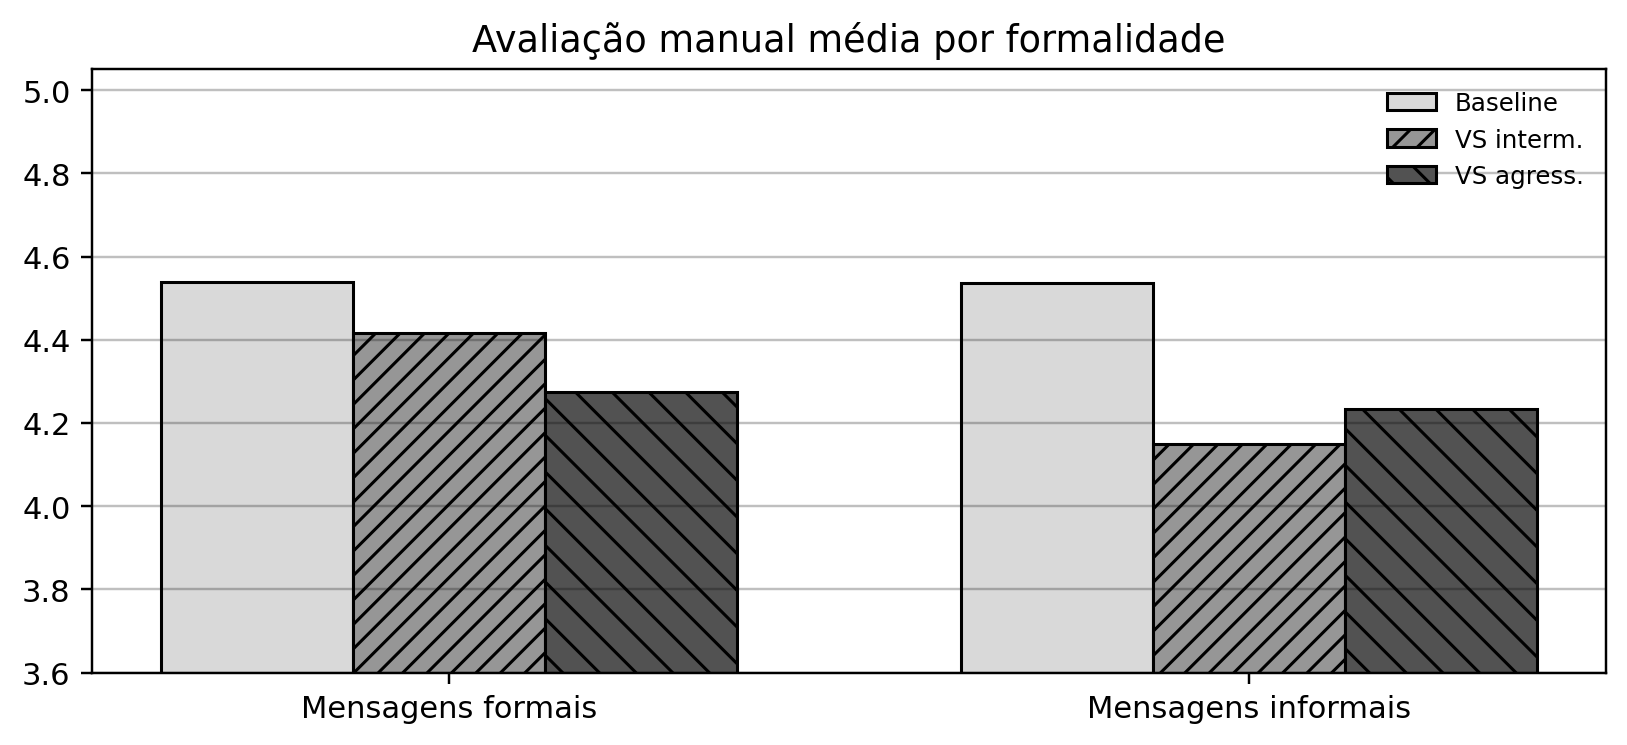 Avaliação manual média por formalidade
5.0
4.8
4.6
4.4
4.2
4.0
3.8
3.6
Baseline
VS interm.
VS agress.
Mensagens formais
Mensagens informais